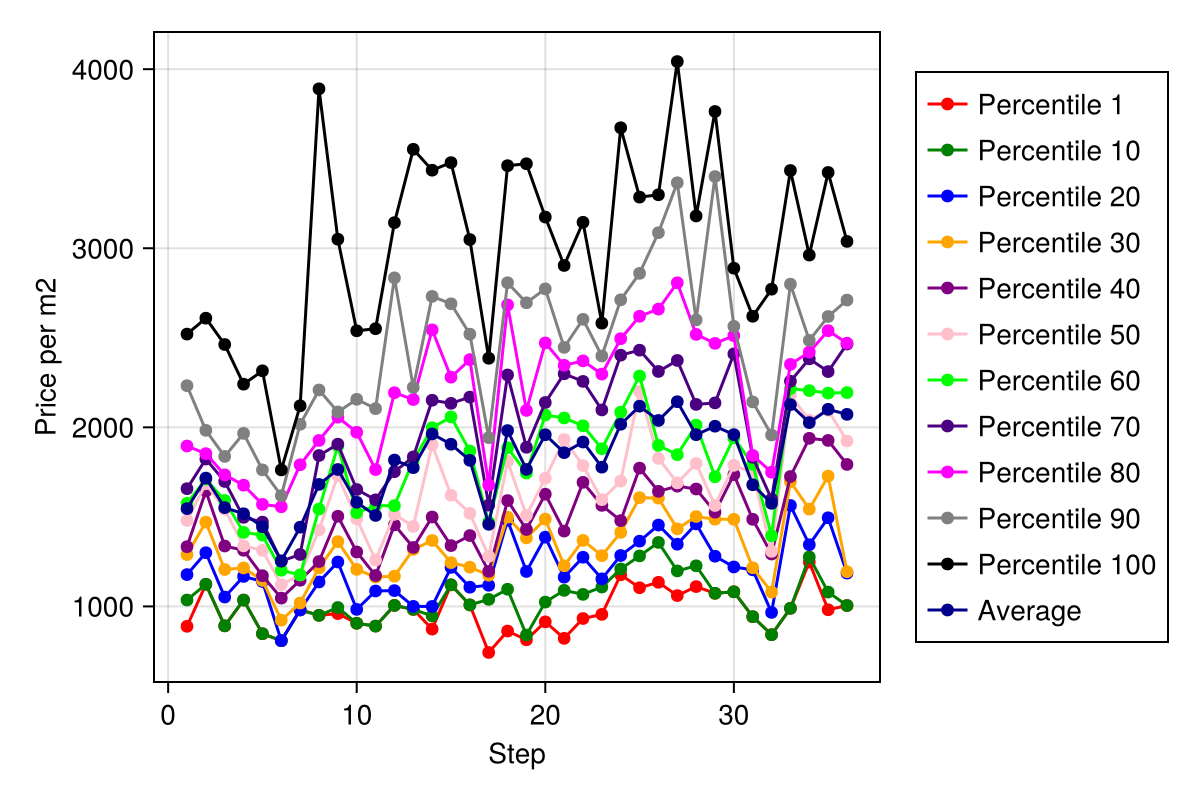 4000
3000
2000
1000
Price per m2
0 10 20 30
Step
Percentile 1
Percentile 10
Percentile 20
Percentile 30
Percentile 40
Percentile 50
Percentile 60
Percentile 70
Percentile 80
Percentile 90
Percentile 100
Average